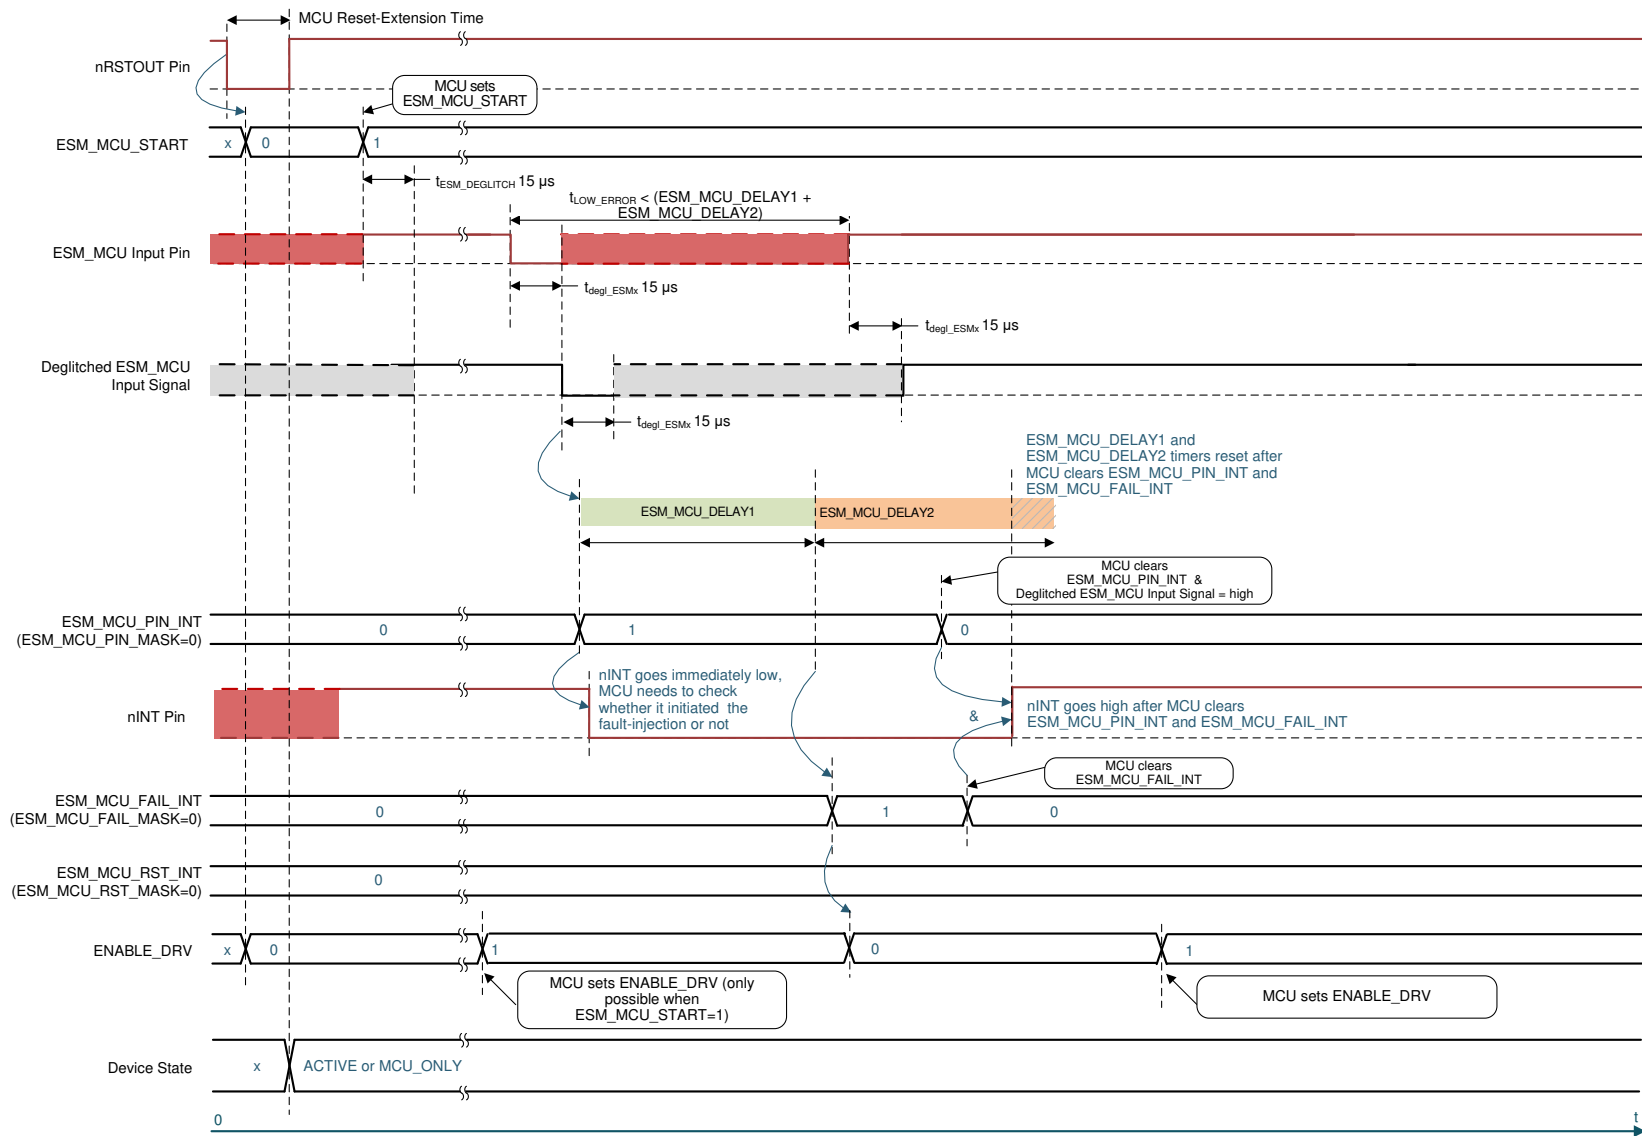 MCU Reset-Extension Time
nRSTOUT Pin
MCU sets
ESM_MCU_START
ESM_MCU_START
x
0
1
tESM_DEGLITCH 15 µs
tLOW_ERROR < (ESM_MCU_DELAY1 +
ESM_MCU_DELAY2)
ESM_MCU Input Pin
tdegl_ESMx 15 µs
tdegl_ESMx 15 µs
Deglitched ESM_MCU
Input Signal
tdegl_ESMx 15 µs
ESM_MCU_DELAY1 and
ESM_MCU_DELAY2 timers reset after
MCU clears ESM_MCU_PIN_INT and
ESM_MCU_FAIL_INT
ESM_MCU_DELAY1
ESM_MCU_DELAY2
MCU clears
ESM_MCU_PIN_INT &
Deglitched ESM_MCU Input Signal = high
ESM_MCU_PIN_INT
(ESM_MCU_PIN_MASK=0)
0
1
0
nINT goes immediately low,
MCU needs to check
whether it initiated the
fault-injection or not
nINT Pin
&
nINT goes high after MCU clears
ESM_MCU_PIN_INT and ESM_MCU_FAIL_INT
MCU clears
ESM_MCU_FAIL_INT
ESM_MCU_FAIL_INT
(ESM_MCU_FAIL_MASK=0)
0
1
0
ESM_MCU_RST_INT
(ESM_MCU_RST_MASK=0)
0
ENABLE_DRV
x
0
1
0
1
MCU sets ENABLE_DRV (only
possible when
ESM_MCU_START=1)
MCU sets ENABLE_DRV
Device State
x
ACTIVE or MCU_ONLY
0
t